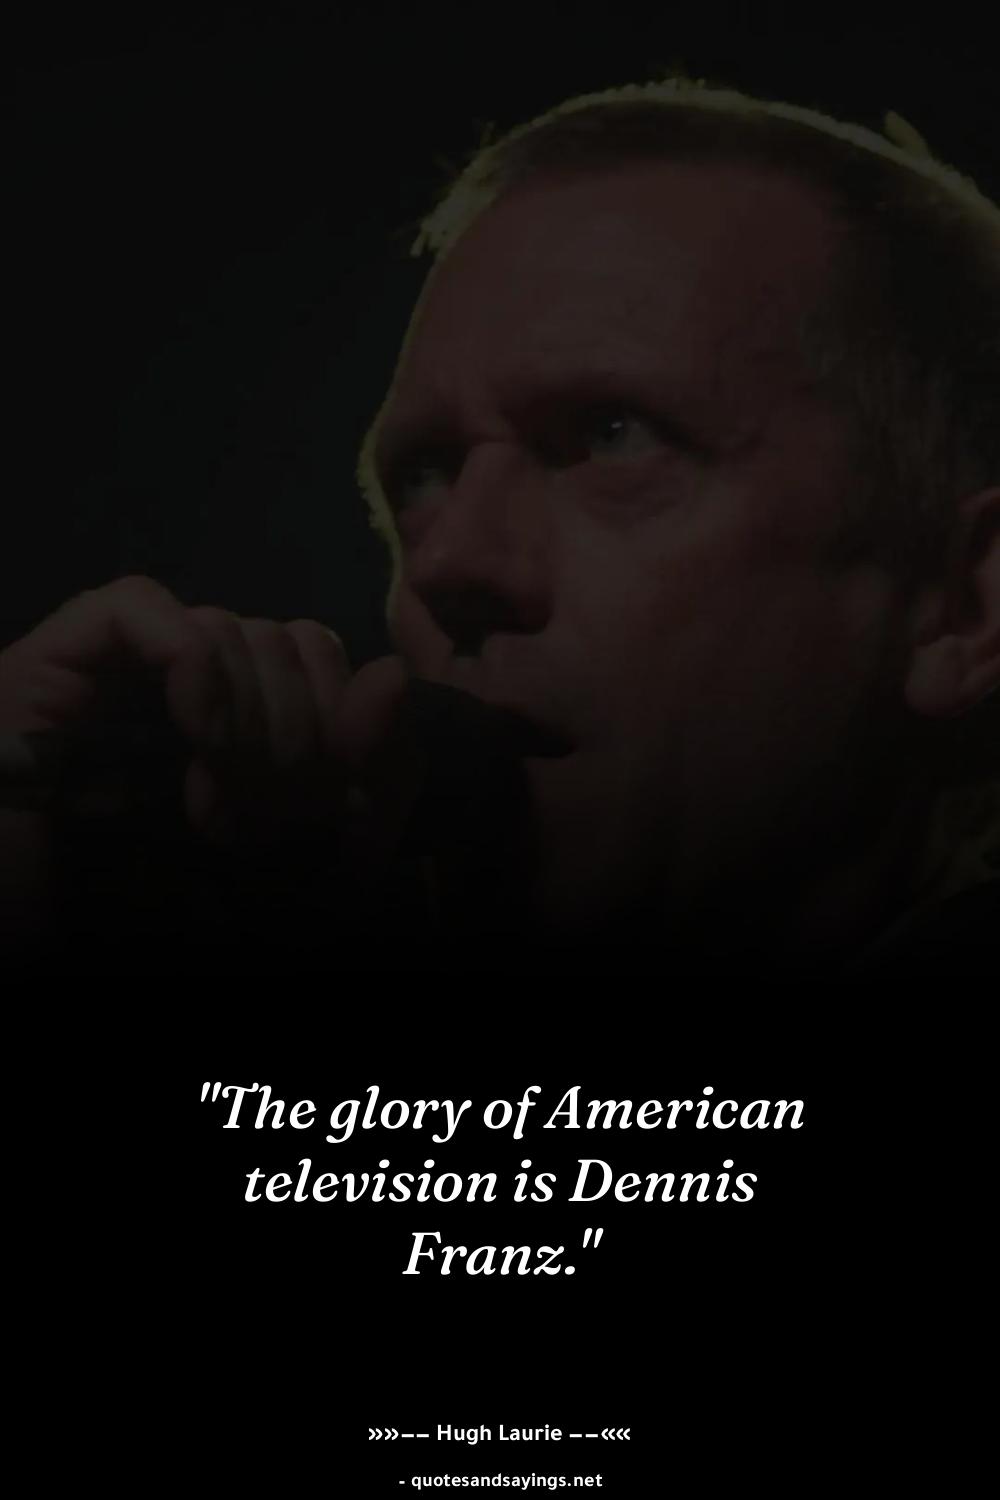 "The glory of American
television is Dennis
Franz."
»»–– Hugh Laurie ––««
- quotesandsayings.net